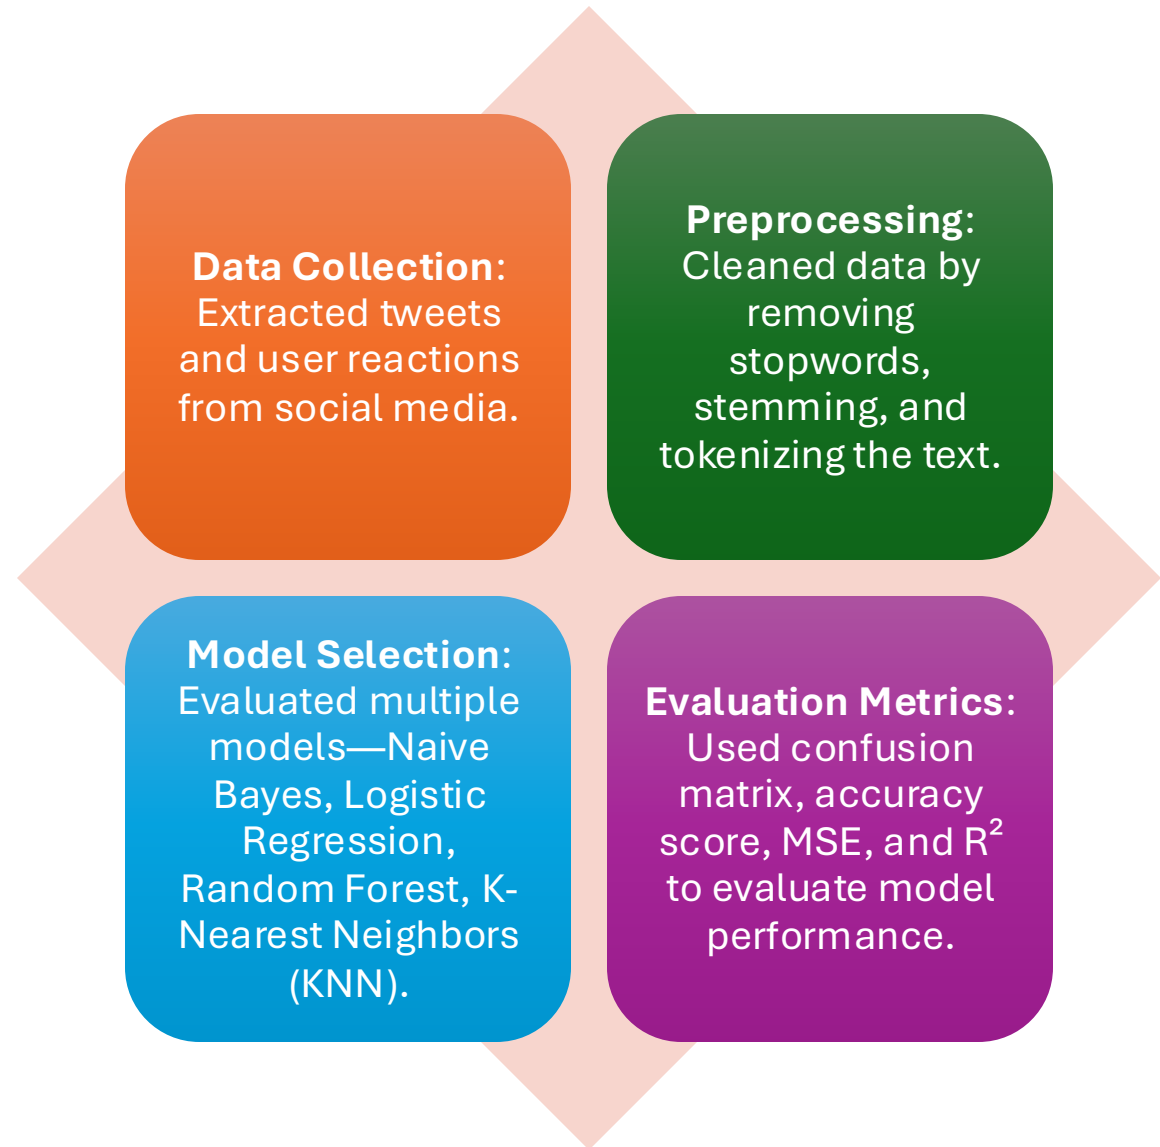 Data Collection:
Extracted tweets
and user reactions
from social media.
Preprocessing:
Cleaned data by
removing
stopwords,
stemming, and
tokenizing the text.
Model Selection:
Evaluated multiple
models—Naive
Bayes, Logistic
Regression,
Random Forest, K-
Nearest Neighbors
(KNN).
Evaluation Metrics:
Used confusion
matrix, accuracy
score, MSE, and R²
to evaluate model
performance.